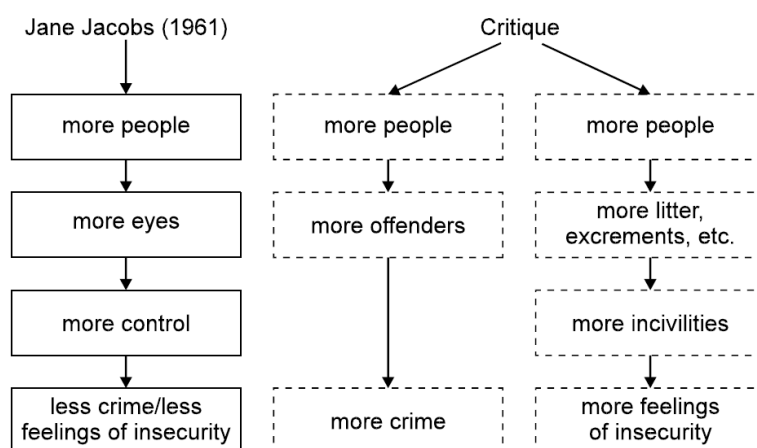 Jane Jacobs (1961)
more people
more eyes
more control
less crime/less
feelings of insecurity
Critique
more people
more offenders
more crime
more people
more litter,
excrements, etc.
more incivilities
more feelings
of insecurity